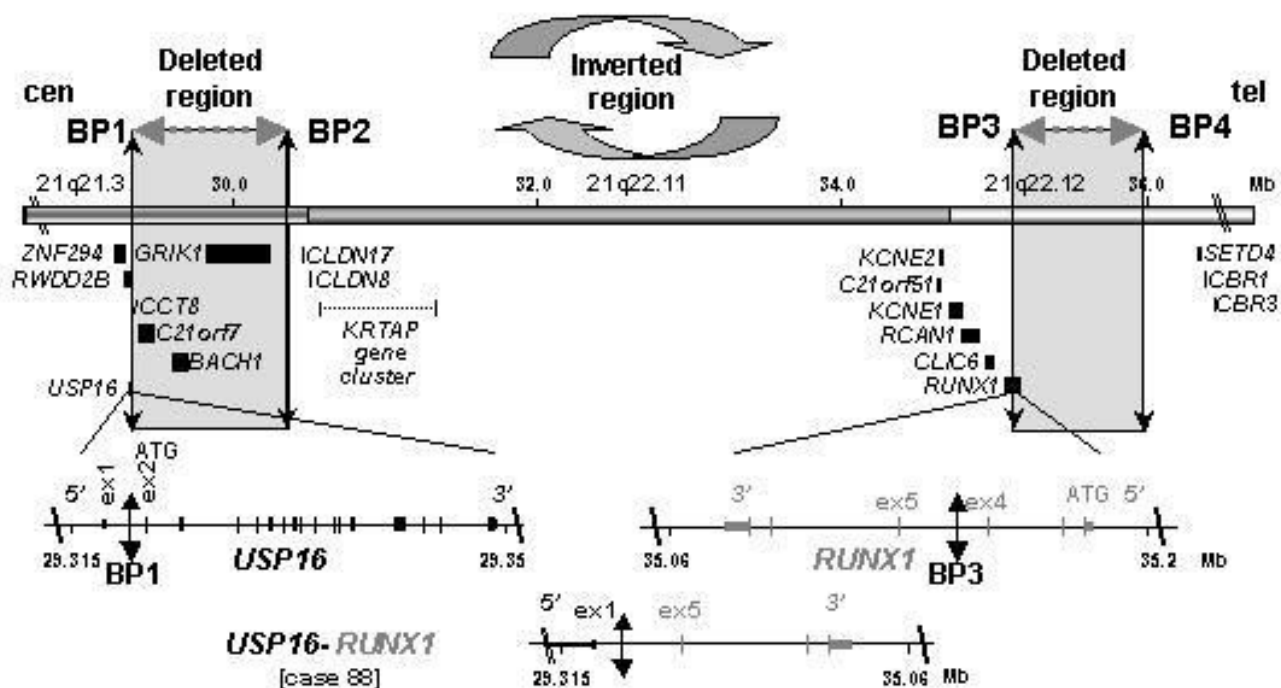 Deleted
region
Inverted
region
Deleted
region
cen
tel
BP1
BP2
BP3
BP4
21q21.3
30.0
32.0
21q22.11
34.0
21q22.12
36.0
Mb
ZNF294
GRIK1
CLDN17
KCNE2
SETD4
RWDD2B
CLDN8
C21orf51
CBR1
CCT8
KCNE1
CBR3
C21orf7
KRTAP
gene
cluster
RCAN1
BACH1
CLIC6
USP16
RUNX1
ATG
5'
ex1
ex2
3'
3'
ex5
ex4
ATG
5'
29.315
BP1
USP16
29.35
35.06
RUNX1
BP3
35.2
Mb
5'
ex1
ex5
3'
USP16-RUNX1
[case 88]
29.315
35.06
Mb